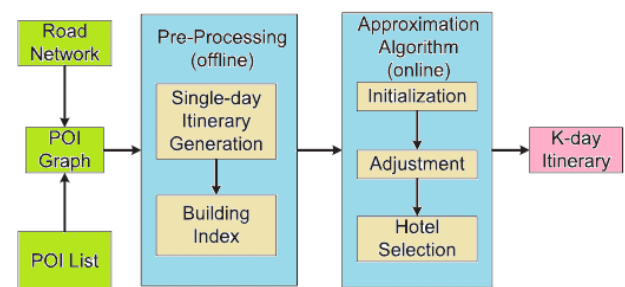 Road
Network
POI
Graph
POI List
Pre-Processing
(offline)
Single-day
Itinerary
Generation
Building
Index
Approximation
Algorithm
(online)
Initialization
Adjustment
Hotel
Selection
K-day
Itinerary